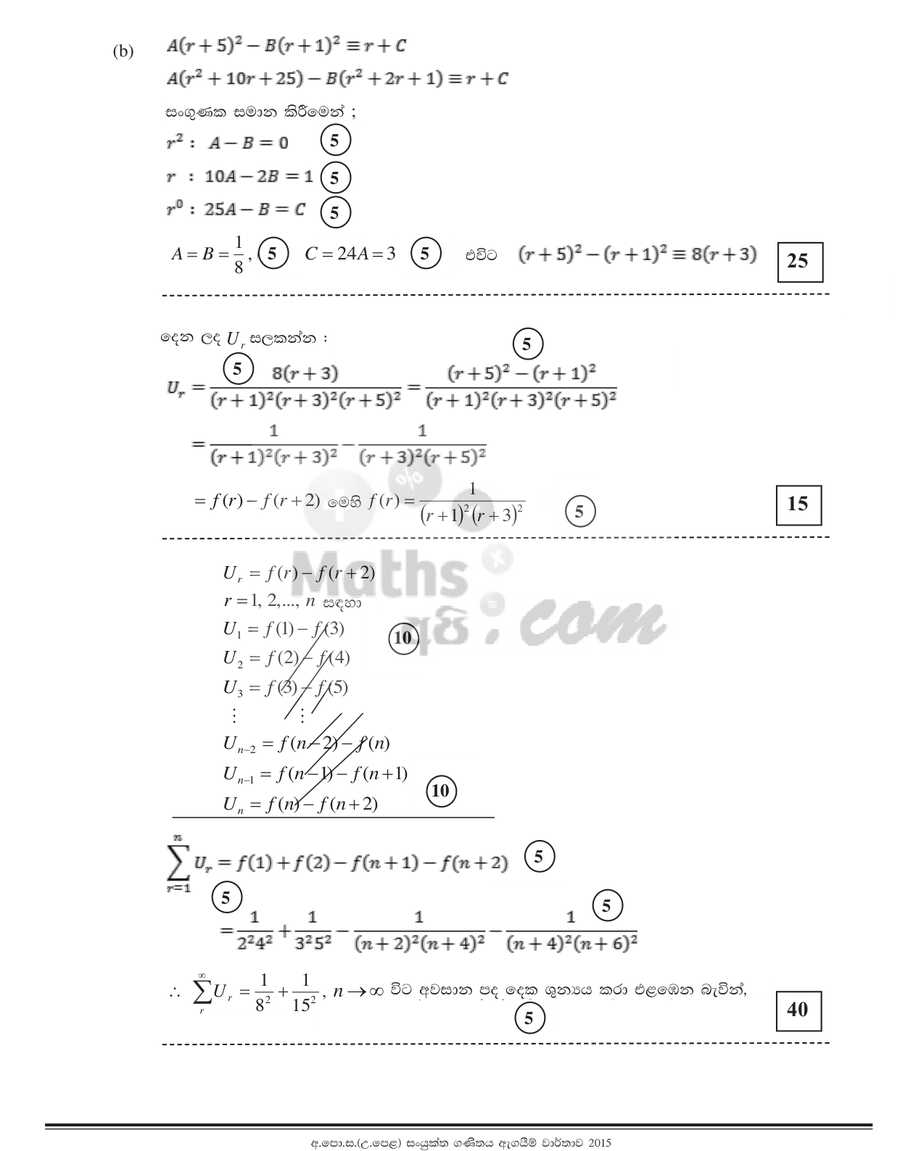 (b) A(r + 5)² − B(r + 1)² ≡ r + C
A(r² + 10r + 25) − B(r² + 2r + 1) ≡ r + C
සංගුණක සමාන කිරීමෙන් ;
r² : A − B = 0 5
r : 10A − 2B = 1 5
r⁰ : 25A − B = C 5
A = B = 1/8 , 5 C = 24A = 3 5 එවිට (r + 5)² − (r + 1)² ≡ 8(r + 3) 25
දෙන ලද U_r සලකන්න :
U_r = 5 8(r + 3)/((r + 1)²(r + 3)²(r + 5)²) = 5 ((r + 5)² − (r + 1)²)/((r + 1)²(r + 3)²(r + 5)²)
= 1/((r + 1)²(r + 3)²) − 1/((r + 3)²(r + 5)²)
= f(r) − f(r + 2) මෙහි f(r) = 1/((r + 1)²(r + 3)²) 5 15
U_r = f(r) − f(r + 2)
r = 1, 2,..., n සඳහා
U₁ = f(1) − f(3) 10
U₂ = f(2) − f(4)
U₃ = f(3) − f(5)
⋮ ⋮
U_{n−2} = f(n − 2) − f(n)
U_{n−1} = f(n − 1) − f(n + 1)
U_n = f(n) − f(n + 2) 10
∑_{r=1}^{n} U_r = f(1) + f(2) − f(n + 1) − f(n + 2) 5
5 = 1/(2²4²) + 1/(3²5²) − 1/((n + 2)²(n + 4)²) − 1/((n + 4)²(n + 6)²) 5
∴ ∑_{r}^{∞} U_r = 1/8² + 1/15² , n → ∞ විට අවසාන පද දෙක ශුන්‍යය කරා එළඹෙන බැවින්,
5 40
Maths
අපි . com
අ.පො.ස.(උ.පෙළ) සංයුක්ත ගණිතය ඇගයීම් වාර්තාව 2015